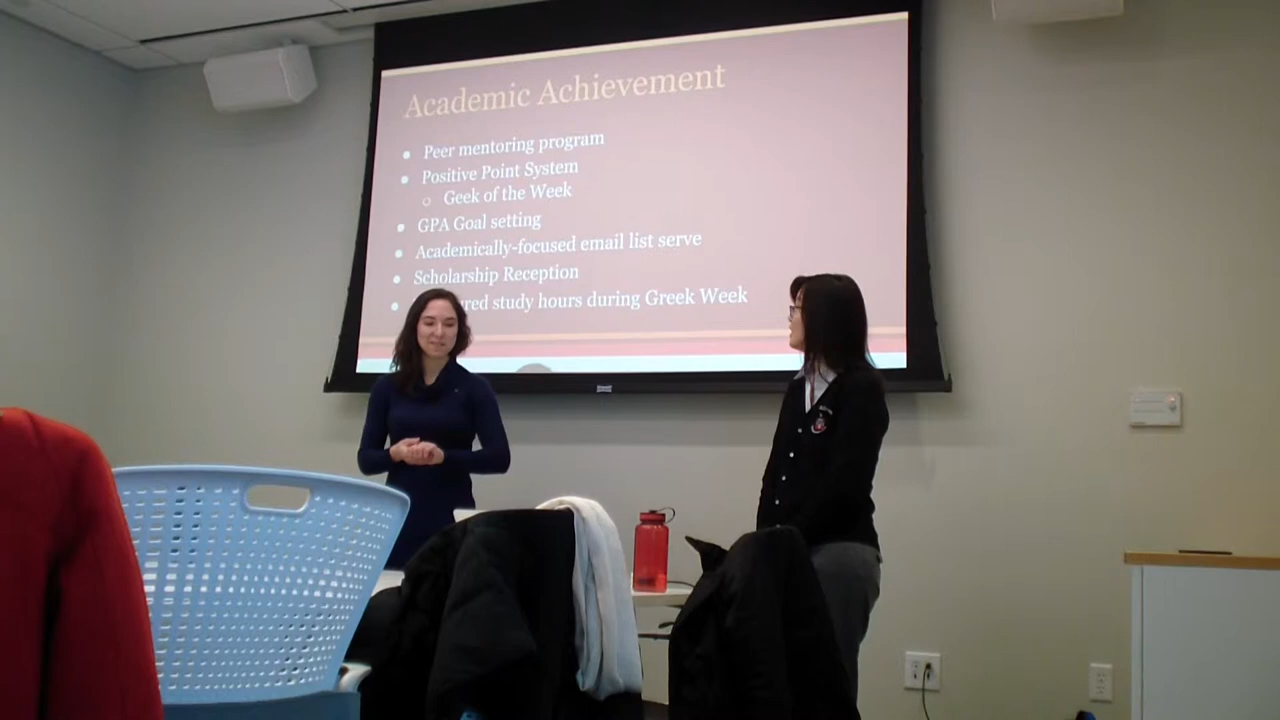 Academic Achievement
Peer mentoring program
Positive Point System
Geek of the Week
GPA Goal setting
Academically-focused email list serve
Scholarship Reception
study hours during Greek Week